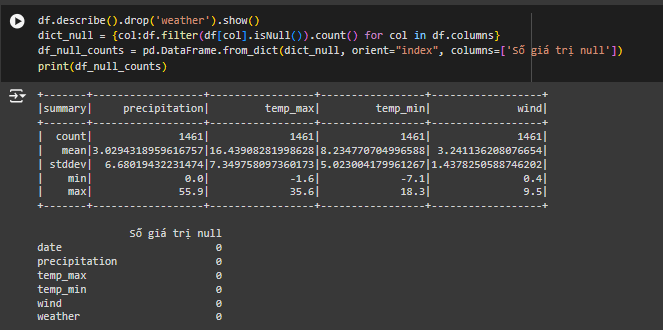 df.describe().drop('weather').show()
dict_null = {col:df.filter(df[col].isNull()).count() for col in df.columns}
df_null_counts = pd.DataFrame.from_dict(dict_null, orient="index", columns=['Số giá trị null'])
print(df_null_counts)
+-------+------------------+-----------------+-----------------+------------------+
|summary|     precipitation|         temp_max|         temp_min|              wind|
+-------+------------------+-----------------+-----------------+------------------+
|  count|              1461|             1461|             1461|              1461|
|   mean|3.0294318959616757|16.43908281998628|8.234770704996588| 3.241136208076654|
| stddev|  6.68019432231474|7.349758097360173|5.023004179961267|1.4378250588746202|
|    min|               0.0|             -1.6|             -7.1|               0.4|
|    max|              55.9|             35.6|             18.3|               9.5|
+-------+------------------+-----------------+-----------------+------------------+
Số giá trị null
date 0
precipitation 0
temp_max 0
temp_min 0
wind 0
weather 0